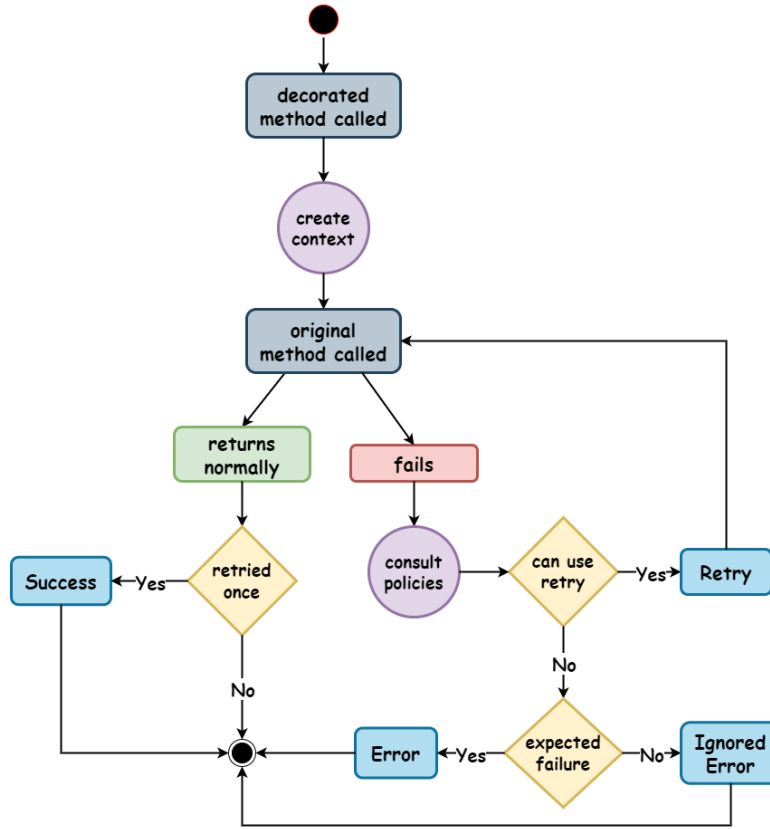 decorated
method called
create
context
original
method called
returns
normally
fails
consult
policies
can use
retry
Yes
Retry
retried
once
Yes
Success
No
No
expected
failure
Yes
Error
No
Ignored
Error